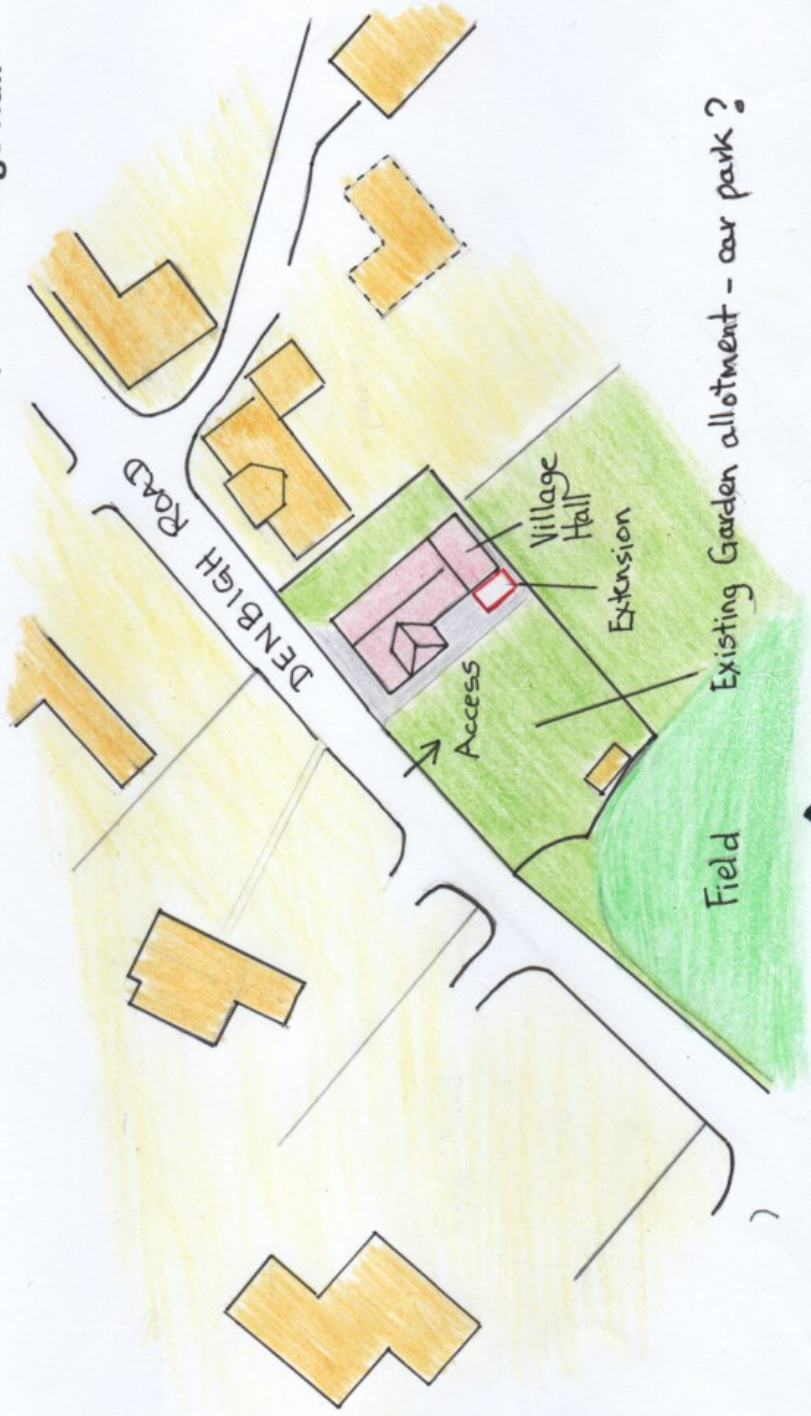 DENBIGH ROAD
Village
Hall
Extension
Access
Existing Garden allotment - car park ?
Field